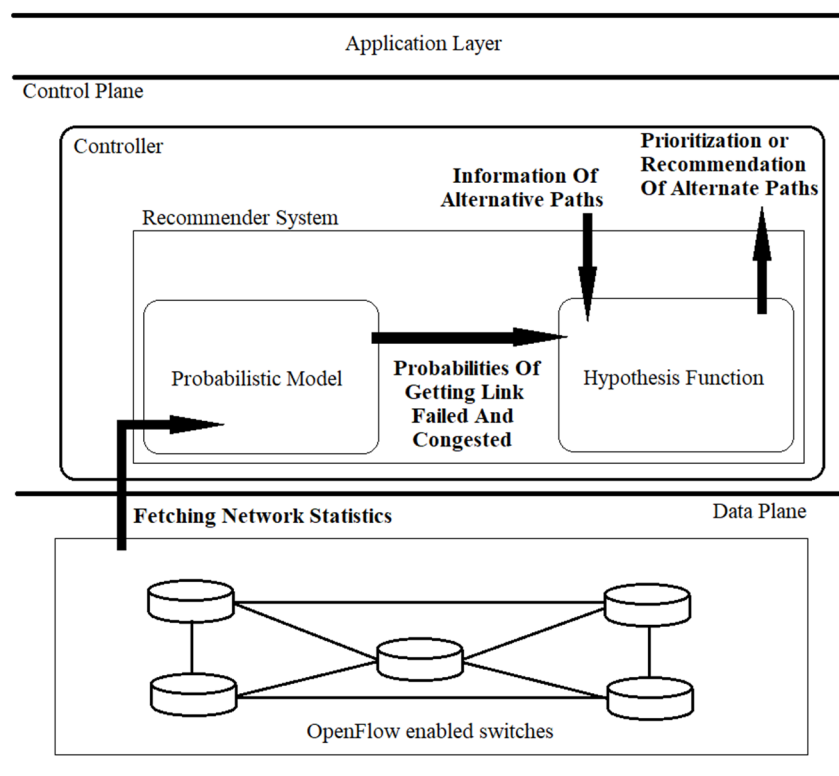 Application Layer
Control Plane
Controller
Prioritization or
Recommendation
Of Alternate Paths
Information Of
Alternative Paths
Recommender System
Probabilistic Model
Probabilities Of
Getting Link
Failed And
Congested
Hypothesis Function
Fetching Network Statistics
Data Plane
OpenFlow enabled switches